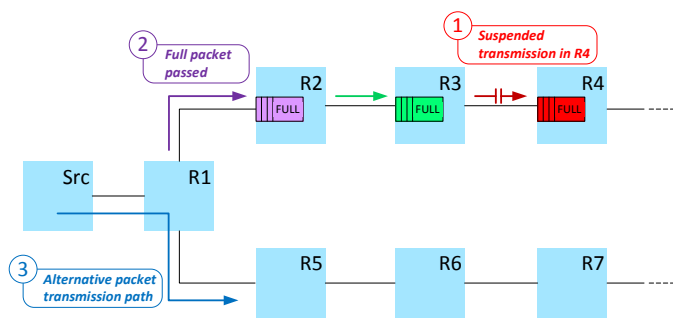 1
Suspended
transmission in R4
2
Full packet
passed
R2
R3
R4
FULL
FULL
FULL
Src
R1
3
Alternative packet
transmission path
R5
R6
R7